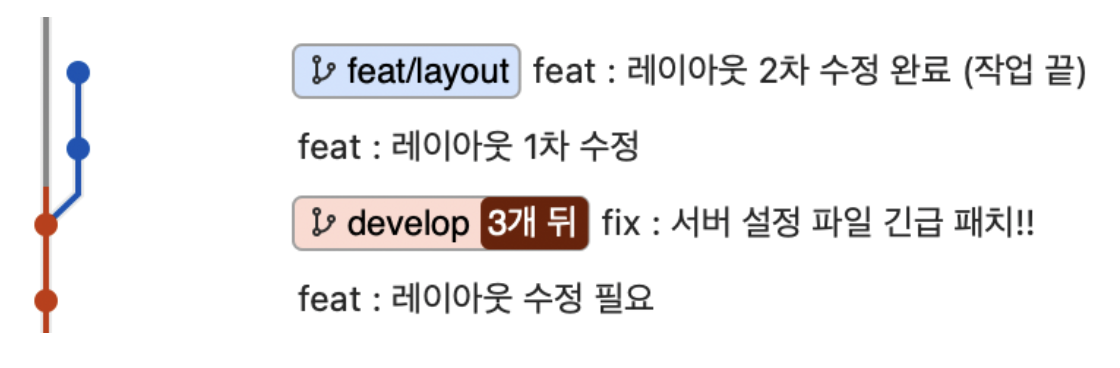 feat/layout feat : 레이아웃 2차 수정 완료 (작업 끝)
feat : 레이아웃 1차 수정
develop 3개 뒤 fix : 서버 설정 파일 긴급 패치!!
feat : 레이아웃 수정 필요